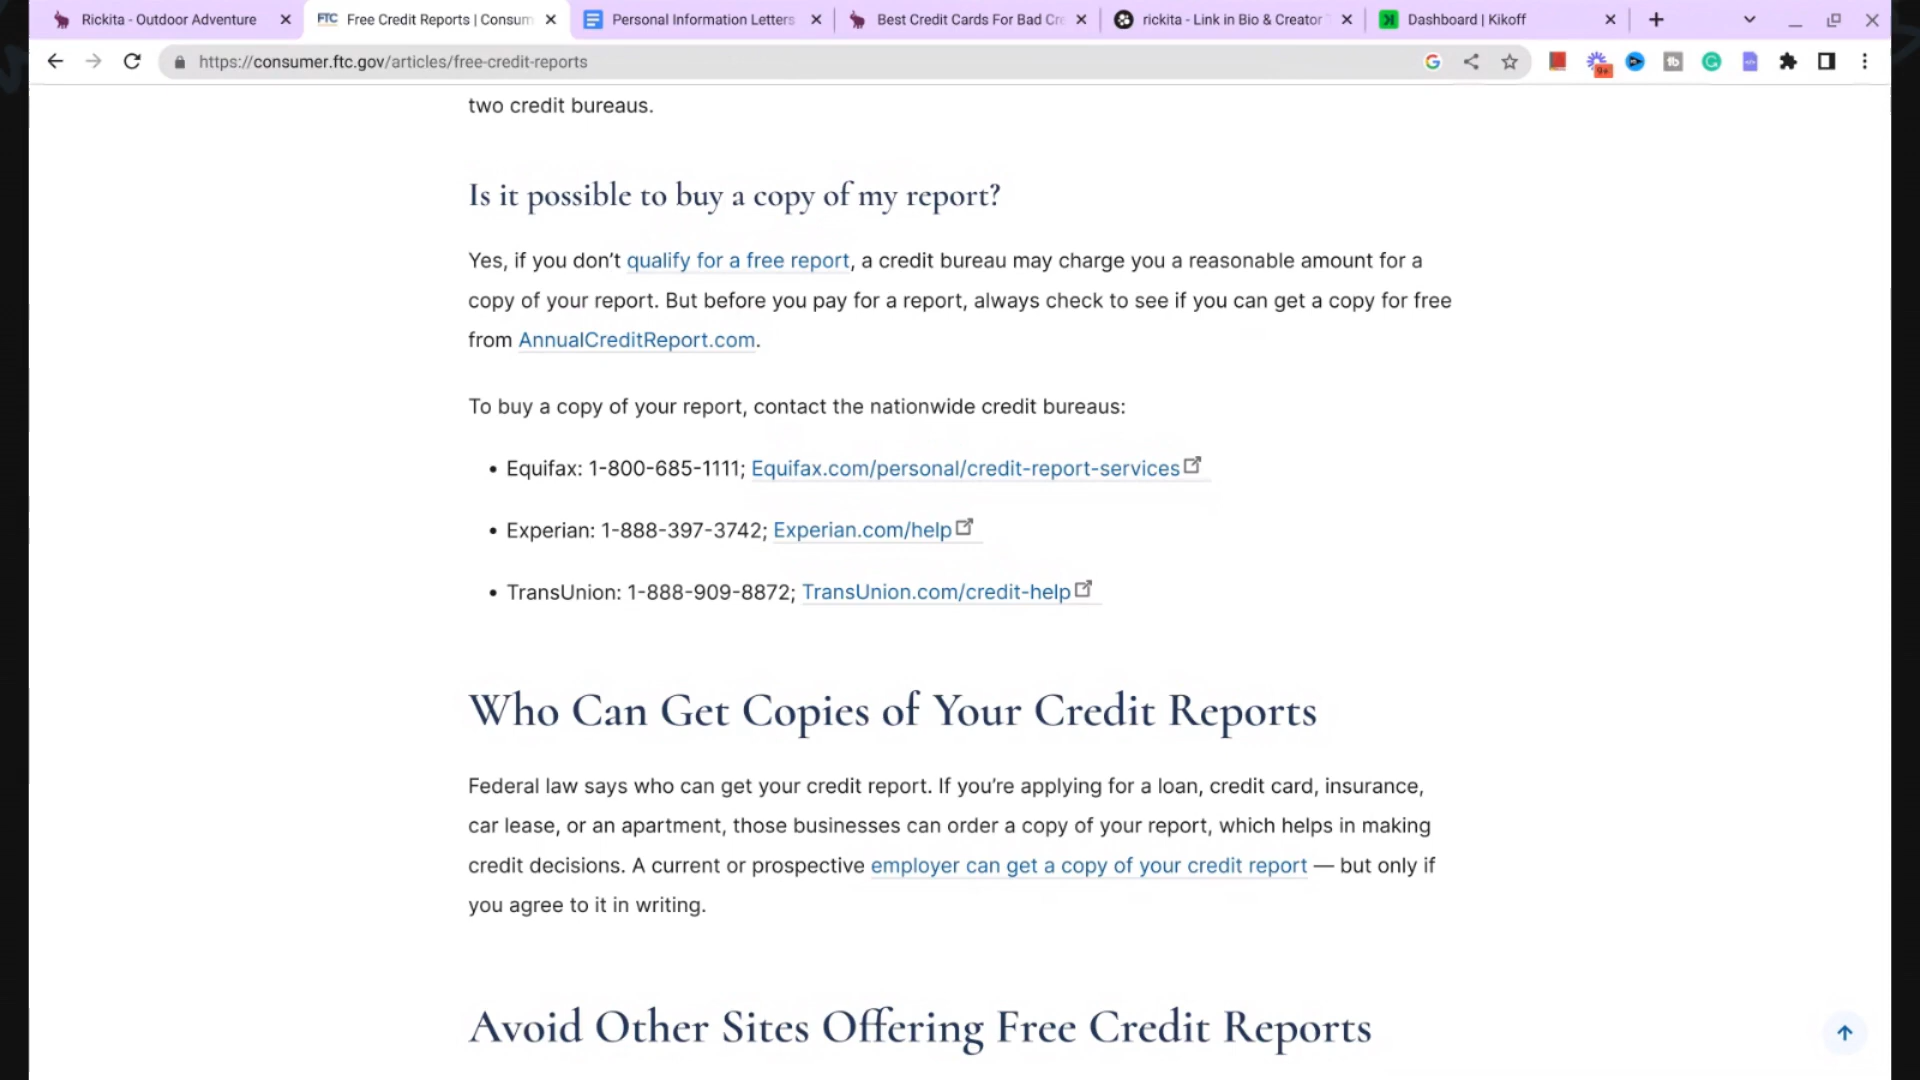 Rickita - Outdoor Adventure
FTC Free Credit Reports | Consum
Personal Information Letters
Best Credit Cards For Bad Cre
rickita - Link in Bio & Creator T
Dashboard | Kikoff
https://consumer.ftc.gov/articles/free-credit-reports
9+
tb
two credit bureaus.
Is it possible to buy a copy of my report?
Yes, if you don’t qualify for a free report, a credit bureau may charge you a reasonable amount for a
copy of your report. But before you pay for a report, always check to see if you can get a copy for free
from AnnualCreditReport.com.
To buy a copy of your report, contact the nationwide credit bureaus:
• Equifax: 1-800-685-1111; Equifax.com/personal/credit-report-services
• Experian: 1-888-397-3742; Experian.com/help
• TransUnion: 1-888-909-8872; TransUnion.com/credit-help
Who Can Get Copies of Your Credit Reports
Federal law says who can get your credit report. If you’re applying for a loan, credit card, insurance,
car lease, or an apartment, those businesses can order a copy of your report, which helps in making
credit decisions. A current or prospective employer can get a copy of your credit report — but only if
you agree to it in writing.
Avoid Other Sites Offering Free Credit Reports